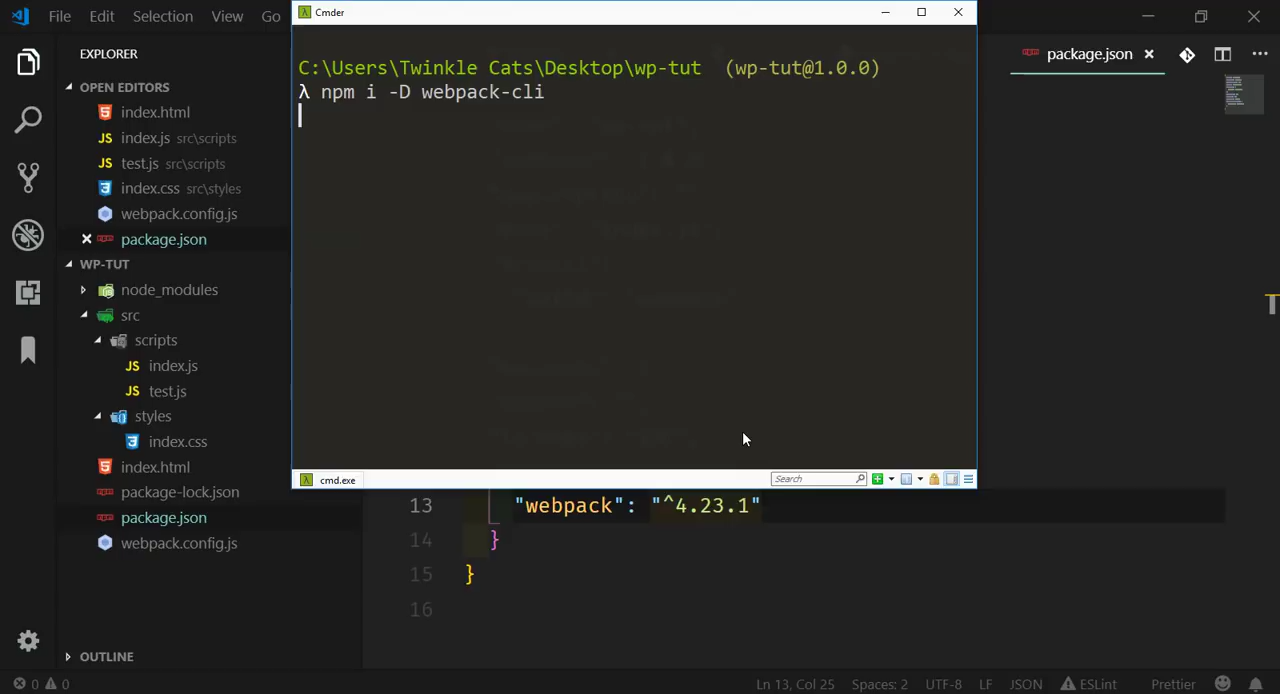 File Edit Selection View Go
Cmder
EXPLORER
package.json
OPEN EDITORS
index.html
JS index.js src\scripts
JS test.js src\scripts
index.css src\styles
webpack.config.js
package.json
WP-TUT
node_modules
src
scripts
JS index.js
JS test.js
styles
index.css
index.html
package-lock.json
package.json
webpack.config.js
OUTLINE
C:\Users\Twinkle Cats\Desktop\wp-tut (wp-tut@1.0.0)
λ npm i -D webpack-cli
cmd.exe
Search
13 "webpack": "^4.23.1"
14 }
15 }
16
0 0
Ln 13, Col 25 Spaces: 2 UTF-8 LF JSON ESLint Prettier